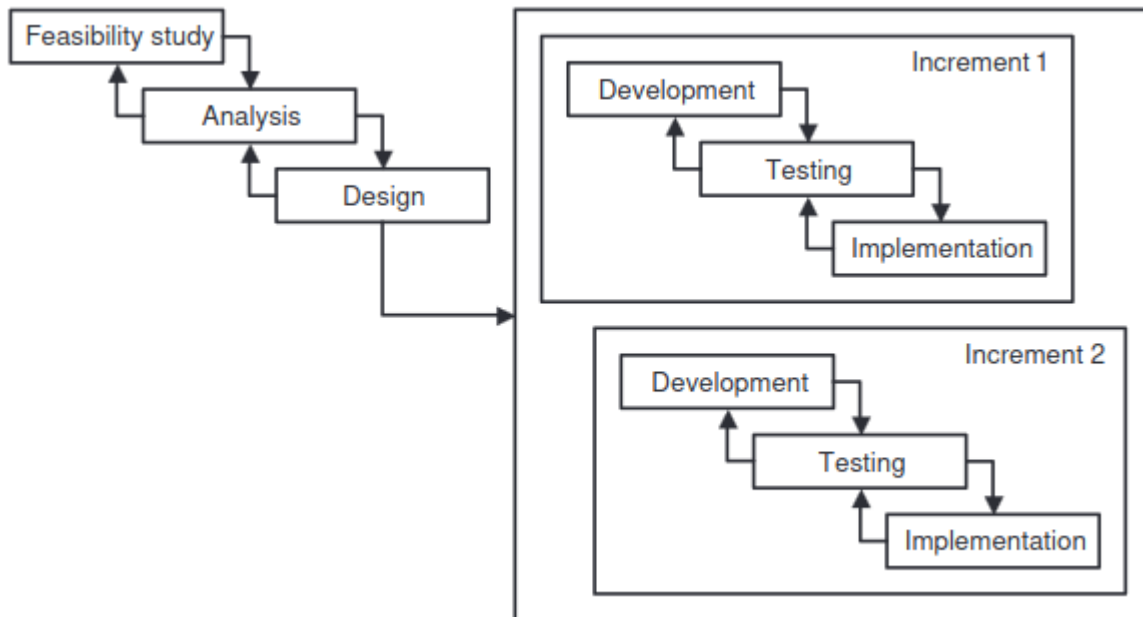 Feasibility study
Analysis
Design
Increment 1
Development
Testing
Implementation
Increment 2
Development
Testing
Implementation